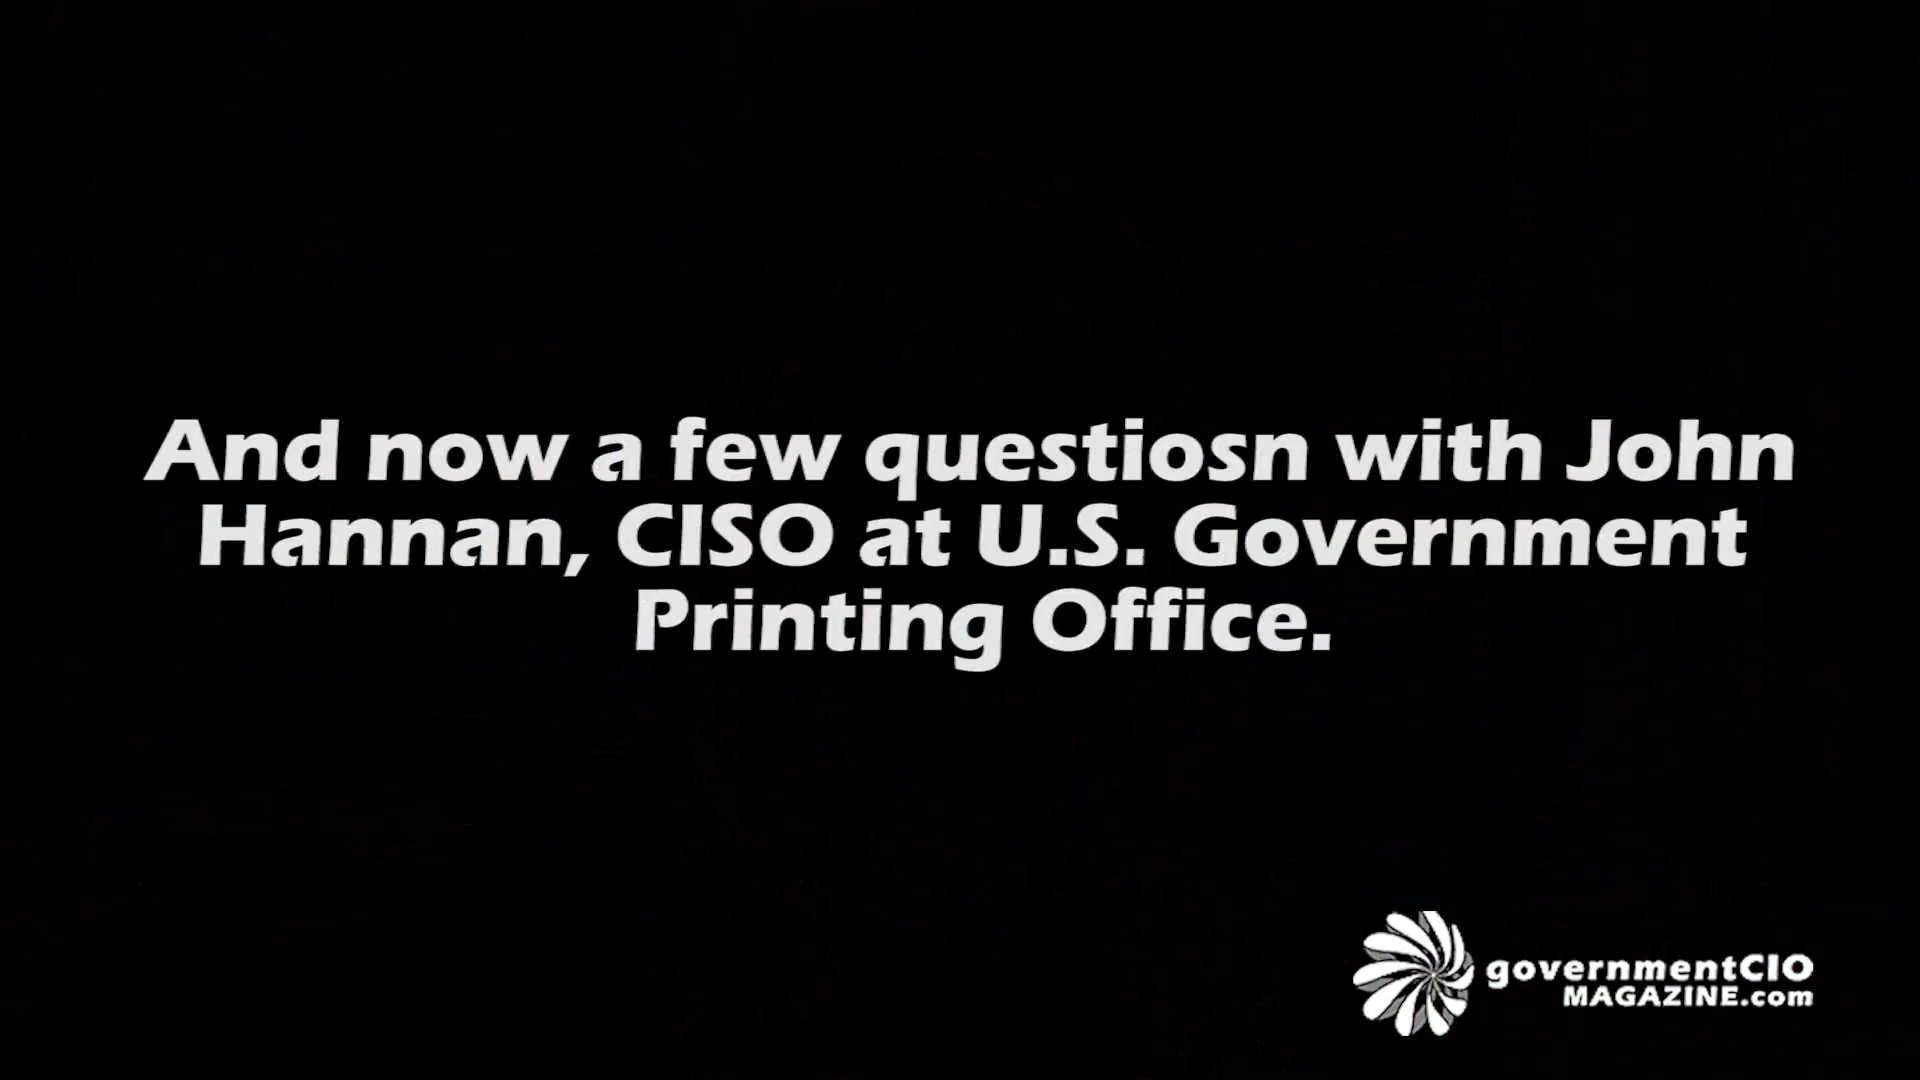 And now a few questiosn with John
Hannan, CISO at U.S. Government
Printing Office.
governmentCIO
MAGAZINE.com